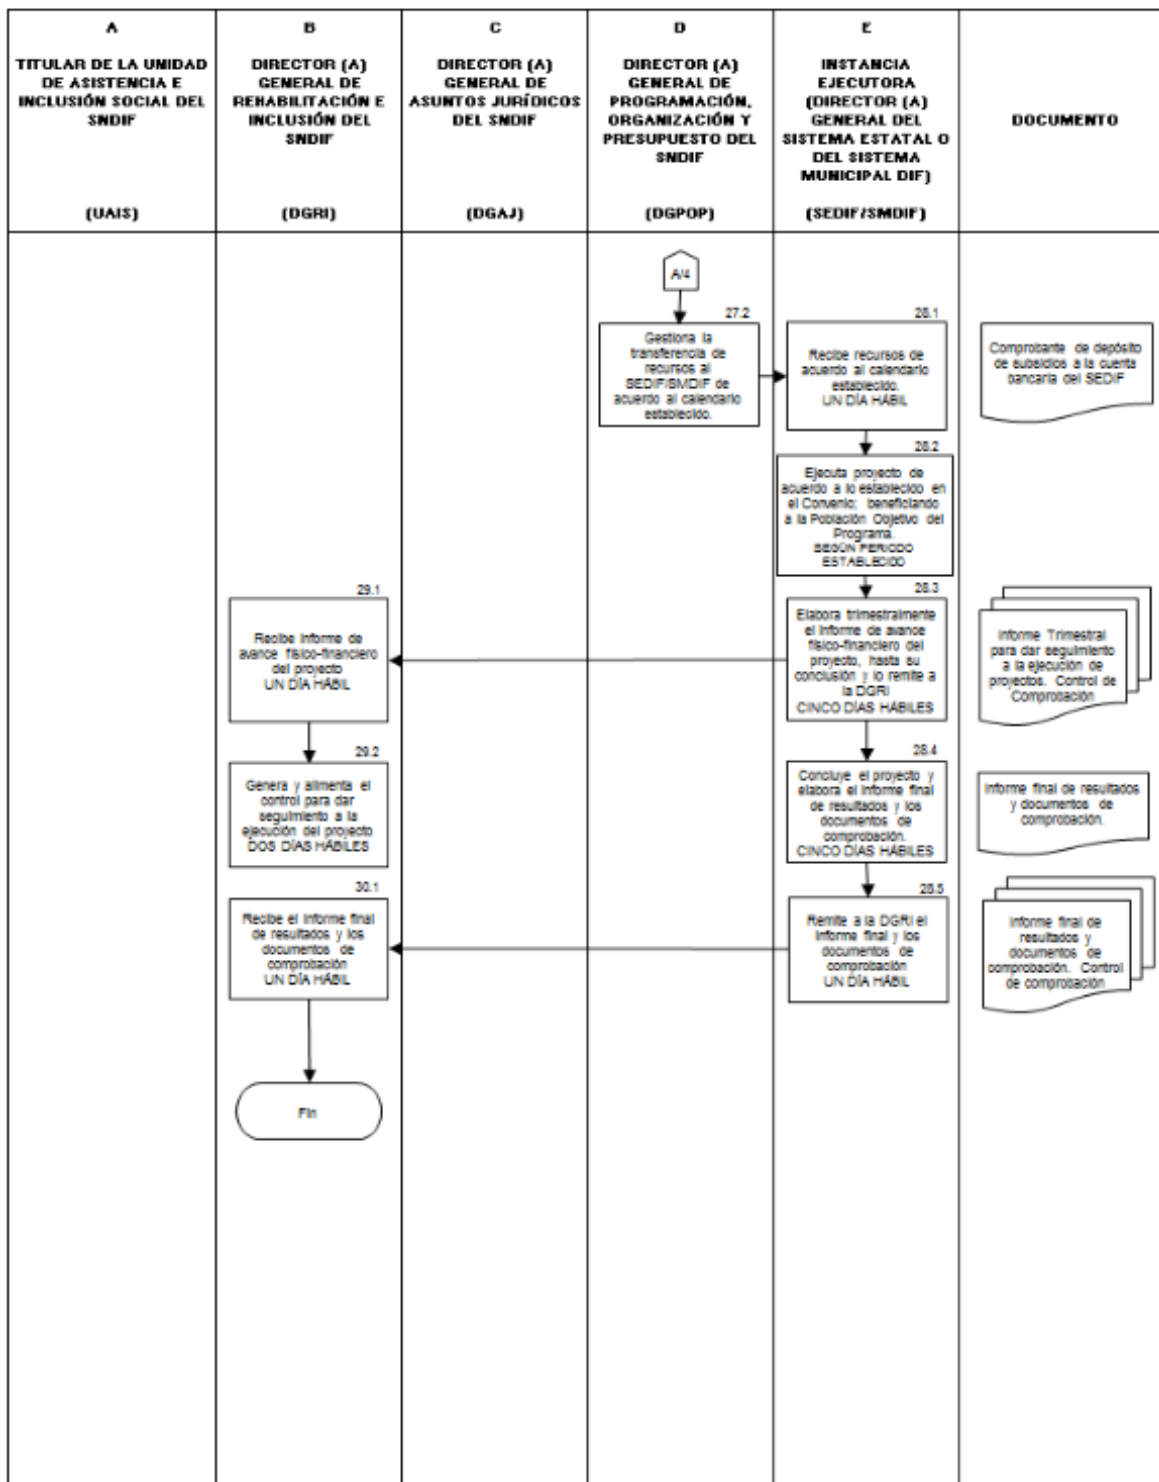 A
TITULAR DE LA UNIDAD
DE ASISTENCIA E
INCLUSIÓN SOCIAL DEL
SNDIF
(UAIS)
B
DIRECTOR (A)
GENERAL DE
REHABILITACIÓN E
INCLUSIÓN DEL
SNDIF
(DGRI)
C
DIRECTOR (A)
GENERAL DE
ASUNTOS JURÍDICOS
DEL SNDIF
(DGAJ)
D
DIRECTOR (A)
GENERAL DE
PROGRAMACIÓN,
ORGANIZACIÓN Y
PRESUPUESTO DEL
SNDIF
(DGPOP)
E
INSTANCIA
EJECUTORA
(DIRECTOR (A)
GENERAL DEL
SISTEMA ESTATAL O
DEL SISTEMA
MUNICIPAL DIF)
(SEDIF/SMDIF)
DOCUMENTO
A/4
27.2
Gestiona la
transferencia de
recursos al
SEDIF/SMDIF de
acuerdo al calendario
establecido.
28.1
Recibe recursos de
acuerdo al calendario
establecido.
UN DÍA HÁBIL
Comprobante de depósito
de subsidios a la cuenta
bancaria del SEDIF
28.2
Ejecuta proyecto de
acuerdo a lo establecido en
el Convenio; beneficiando
a la Población Objetivo del
Programa.
SEGÚN PERIODO
ESTABLECIDO
28.3
Elabora trimestralmente
el informe de avance
físico-financiero del
proyecto, hasta su
conclusión y lo remite a
la DGRI
CINCO DÍAS HÁBILES
Informe Trimestral
para dar seguimiento
a la ejecución de
proyectos. Control de
Comprobación
29.1
Recibe informe de
avance físico-financiero
del proyecto
UN DÍA HÁBIL
29.2
Genera y alimenta el
control para dar
seguimiento a la
ejecución del proyecto
DOS DÍAS HÁBILES
28.4
Concluye el proyecto y
elabora el informe final
de resultados y los
documentos de
comprobación.
CINCO DÍAS HÁBILES
Informe final de resultados
y documentos de
comprobación.
28.5
Remite a la DGRI el
informe final y los
documentos de
comprobación
UN DÍA HÁBIL
Informe final de
resultados y
documentos de
comprobación. Control
de comprobación
30.1
Recibe el informe final
de resultados y los
documentos de
comprobación
UN DÍA HÁBIL
Fin